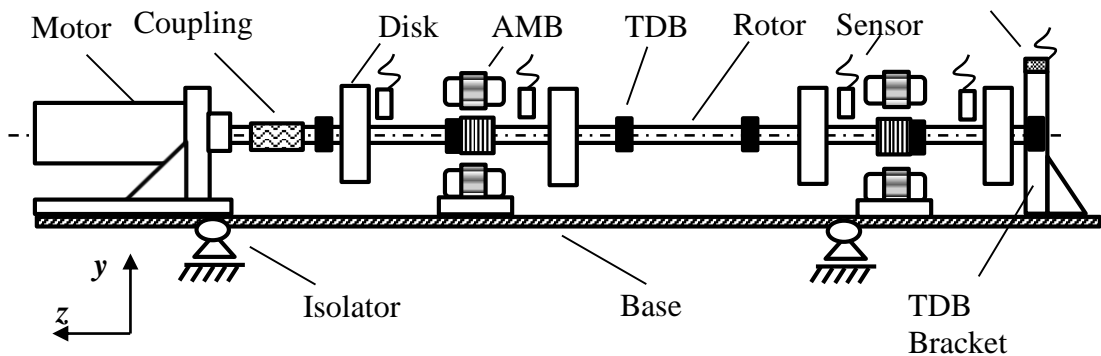 Motor
Coupling
Disk
AMB
TDB
Rotor
Sensor
y
z
Isolator
Base
TDB
Bracket